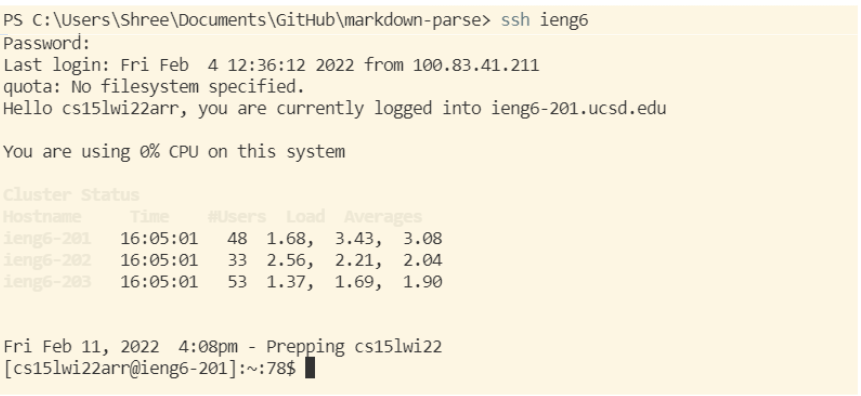 PS C:\Users\Shree\Documents\GitHub\markdown-parse> ssh ieng6
Password:
Last login: Fri Feb  4 12:36:12 2022 from 100.83.41.211
quota: No filesystem specified.
Hello cs15lwi22arr, you are currently logged into ieng6-201.ucsd.edu
You are using 0% CPU on this system
Cluster Status
Hostname     Time    #Users  Load  Averages
ieng6-201   16:05:01   48  1.68,  3.43,  3.08
ieng6-202   16:05:01   33  2.56,  2.21,  2.04
ieng6-203   16:05:01   53  1.37,  1.69,  1.90
Fri Feb 11, 2022  4:08pm - Prepping cs15lwi22
[cs15lwi22arr@ieng6-201]:~:78$